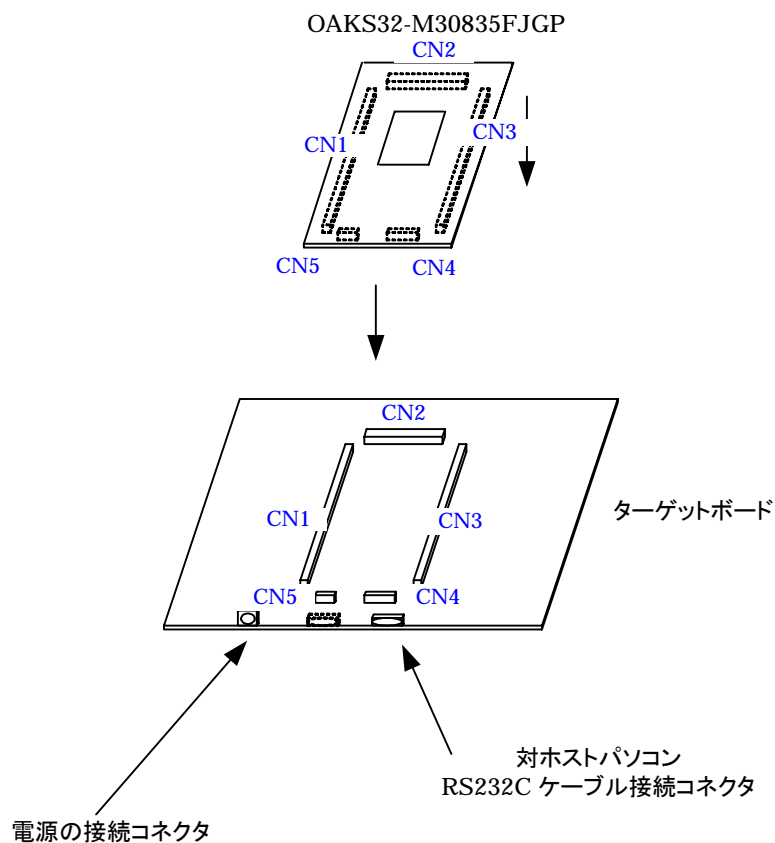 OAKS32-M30835FJGP
CN2
CN1
CN3
CN5
CN4
CN2
CN1
CN3
ターゲットボード
CN5
CN4
対ホストパソコン
RS232C ケーブル接続コネクタ
電源の接続コネクタ